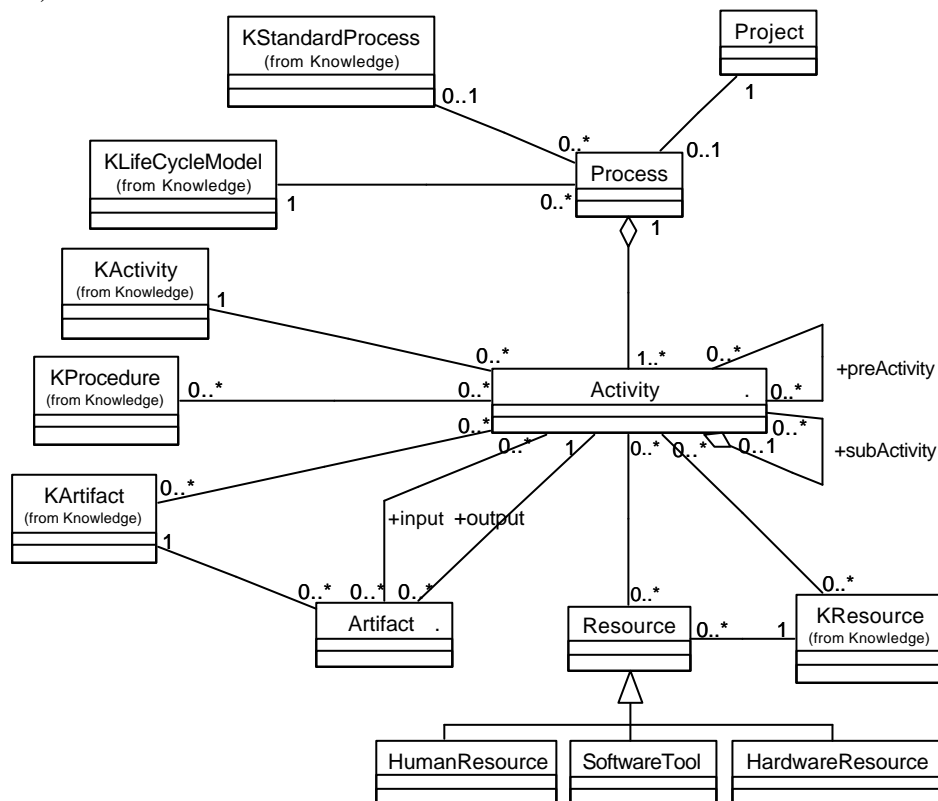 KStandardProcess
(from Knowledge)
Project
0..1
1
0..*
0..1
KLifeCycleModel
(from Knowledge)
Process
1
0..*
1
KActivity
(from Knowledge)
1
0..*
1..*
0..*
+preActivity
KProcedure
(from Knowledge)
0..*
0..*
Activity
.
0..*
0..*
0..*
1
0..*
0..*
0..1
0..*
+subActivity
KArtifact
(from Knowledge)
0..*
+input
+output
1
0..*
0..*
0..*
0..*
0..*
Artifact
.
Resource
0..*
1
KResource
(from Knowledge)
HumanResource
SoftwareTool
HardwareResource